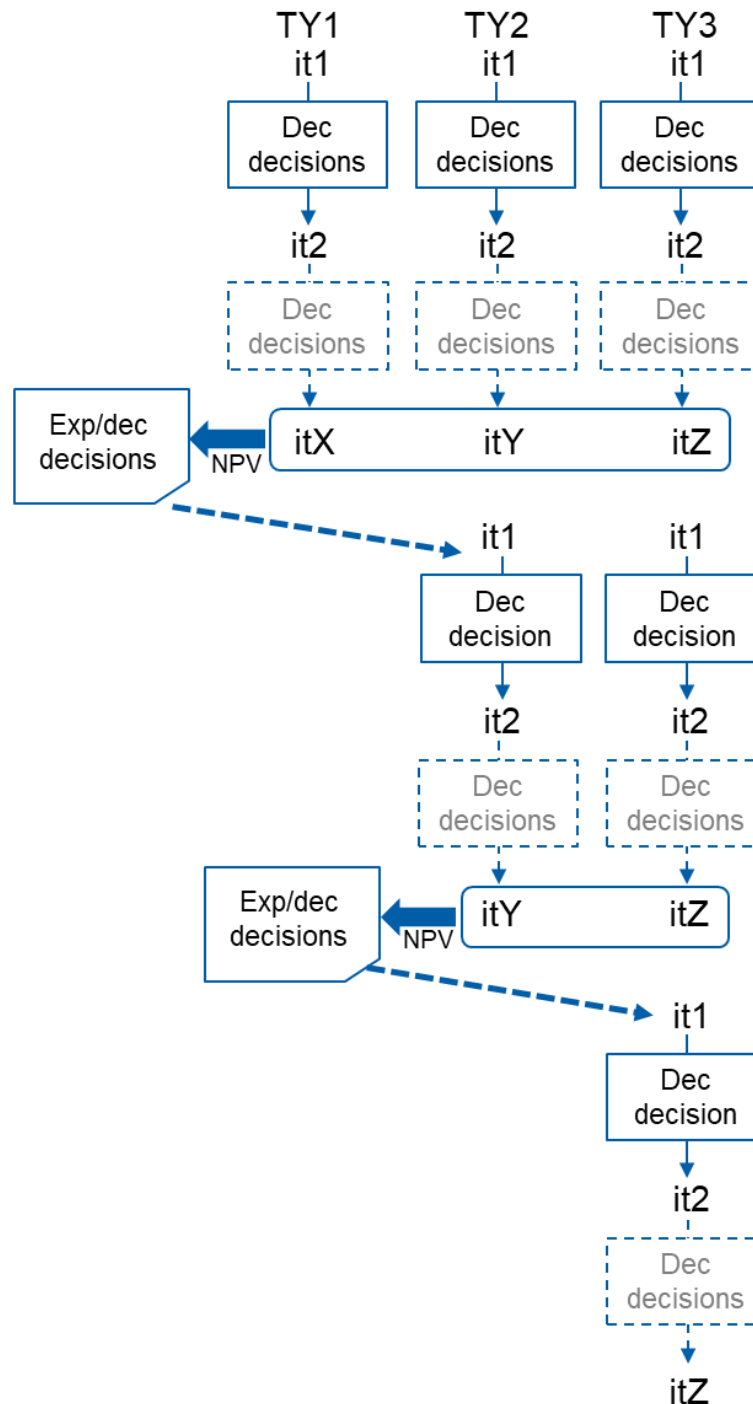 TY1 TY2 TY3
it1 it1 it1
Dec decisions
Dec decisions
Dec decisions
it2 it2 it2
Dec decisions
Dec decisions
Dec decisions
Exp/dec decisions
NPV
itX itY itZ
it1 it1
Dec decision
Dec decision
it2 it2
Dec decisions
Dec decisions
Exp/dec decisions
NPV
itY itZ
it1
Dec decision
it2
Dec decisions
itZ